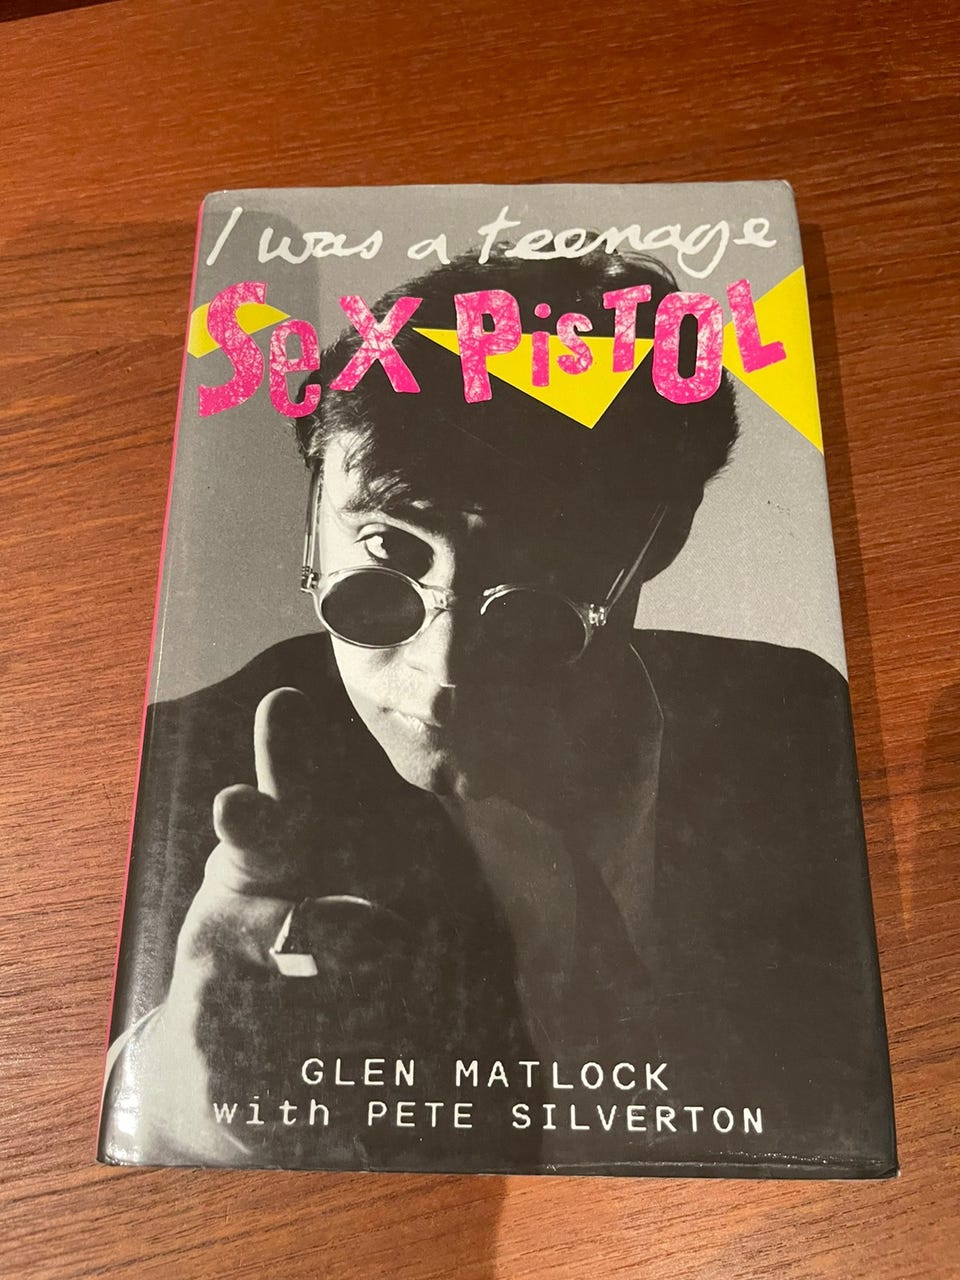 I was a teenage
Sex PisTOL
GLEN MATLOCK
with PETE SILVERTON